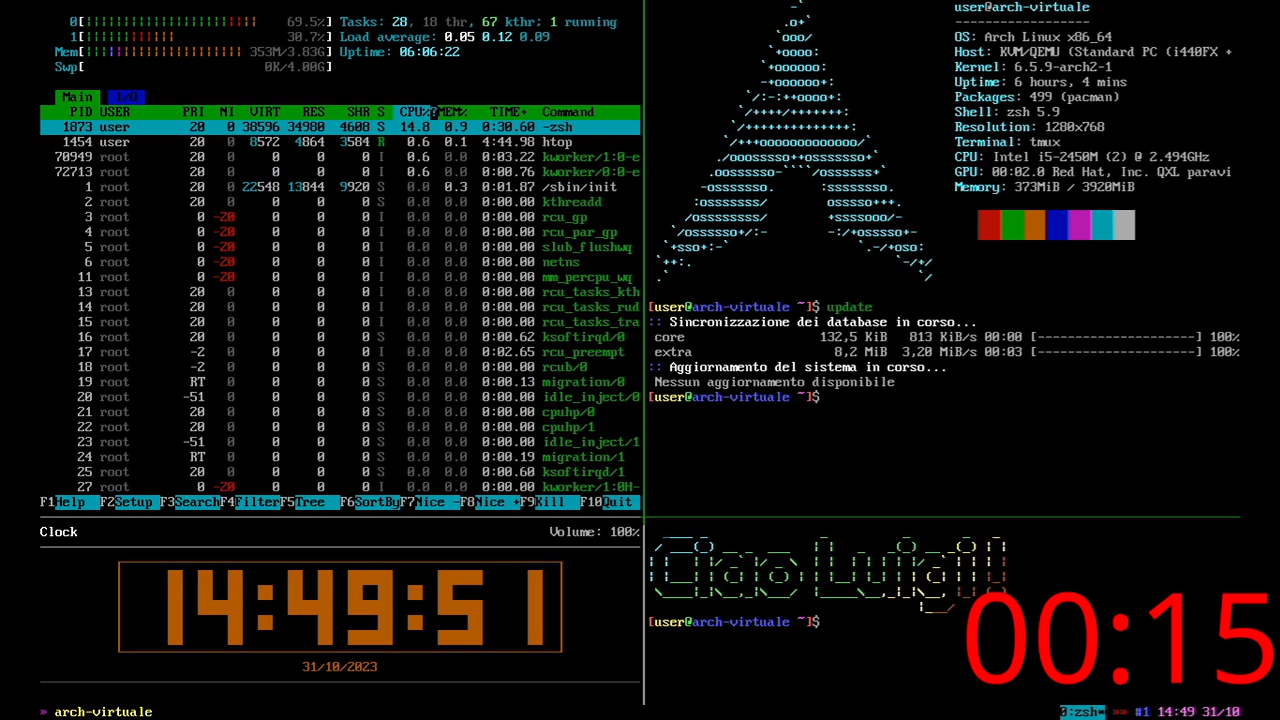 0[ 69.5%] Tasks: 28, 18 thr, 67 kthr; 1 running
1[ 30.7%] Load average: 0.05 0.12 0.09
Mem[ 353M/3.83G] Uptime: 06:06:22
Swp[ 0K/4.00G]
Main I/O
PID USER PRI NI VIRT RES SHR S CPU% MEM% TIME+ Command
1873 user 20 0 38596 34980 4608 S 14.8 0.9 0:30.60 -zsh
1454 user 20 0 8572 4864 3584 R 0.6 0.1 4:44.98 htop
70949 root 20 0 0 0 0 I 0.6 0.0 0:03.22 kworker/1:0-e
72713 root 20 0 0 0 0 I 0.6 0.0 0:00.76 kworker/0:0-e
1 root 20 0 22548 13844 9920 S 0.0 0.3 0:01.87 /sbin/init
2 root 20 0 0 0 0 S 0.0 0.0 0:00.00 kthreadd
3 root 0 -20 0 0 0 I 0.0 0.0 0:00.00 rcu_gp
4 root 0 -20 0 0 0 I 0.0 0.0 0:00.00 rcu_par_gp
5 root 0 -20 0 0 0 I 0.0 0.0 0:00.00 slub_flushwq
6 root 0 -20 0 0 0 I 0.0 0.0 0:00.00 netns
11 root 0 -20 0 0 0 I 0.0 0.0 0:00.00 mm_percpu_wq
13 root 20 0 0 0 0 I 0.0 0.0 0:00.00 rcu_tasks_kth
14 root 20 0 0 0 0 I 0.0 0.0 0:00.00 rcu_tasks_rud
15 root 20 0 0 0 0 I 0.0 0.0 0:00.00 rcu_tasks_tra
16 root 20 0 0 0 0 S 0.0 0.0 0:00.62 ksoftirqd/0
17 root -2 0 0 0 0 I 0.0 0.0 0:02.65 rcu_preempt
18 root -2 0 0 0 0 S 0.0 0.0 0:00.00 rcub/0
19 root RT 0 0 0 0 S 0.0 0.0 0:00.13 migration/0
20 root -51 0 0 0 0 S 0.0 0.0 0:00.00 idle_inject/0
21 root 20 0 0 0 0 S 0.0 0.0 0:00.00 cpuhp/0
22 root 20 0 0 0 0 S 0.0 0.0 0:00.00 cpuhp/1
23 root -51 0 0 0 0 S 0.0 0.0 0:00.00 idle_inject/1
24 root RT 0 0 0 0 S 0.0 0.0 0:00.19 migration/1
25 root 20 0 0 0 0 S 0.0 0.0 0:00.60 ksoftirqd/1
27 root 0 -20 0 0 0 I 0.0 0.0 0:00.00 kworker/1:0H-
F1Help F2Setup F3SearchF4FilterF5Tree F6SortByF7Nice -F8Nice +F9Kill F10Quit
user@arch-virtuale
------------------
OS: Arch Linux x86_64
Host: KVM/QEMU (Standard PC (i440FX +
Kernel: 6.5.9-arch2-1
Uptime: 6 hours, 4 mins
Packages: 499 (pacman)
Shell: zsh 5.9
Resolution: 1280x768
Terminal: tmux
CPU: Intel i5-2450M (2) @ 2.494GHz
GPU: 00:02.0 Red Hat, Inc. QXL paravi
Memory: 373MiB / 3920MiB
[user@arch-virtuale ~]$ update
:: Sincronizzazione dei database in corso...
core 132,5 KiB 813 KiB/s 00:00 [---------------------] 100%
extra 8,2 MiB 3,20 MiB/s 00:03 [---------------------] 100%
:: Aggiornamento del sistema in corso...
Nessun aggiornamento disponibile
[user@arch-virtuale ~]$
Clock Volume: 100%
14:49:51
31/10/2023
Ciao Luigi!
[user@arch-virtuale ~]$
00:15
» arch-virtuale
0:zsh* #1 14:49 31/10